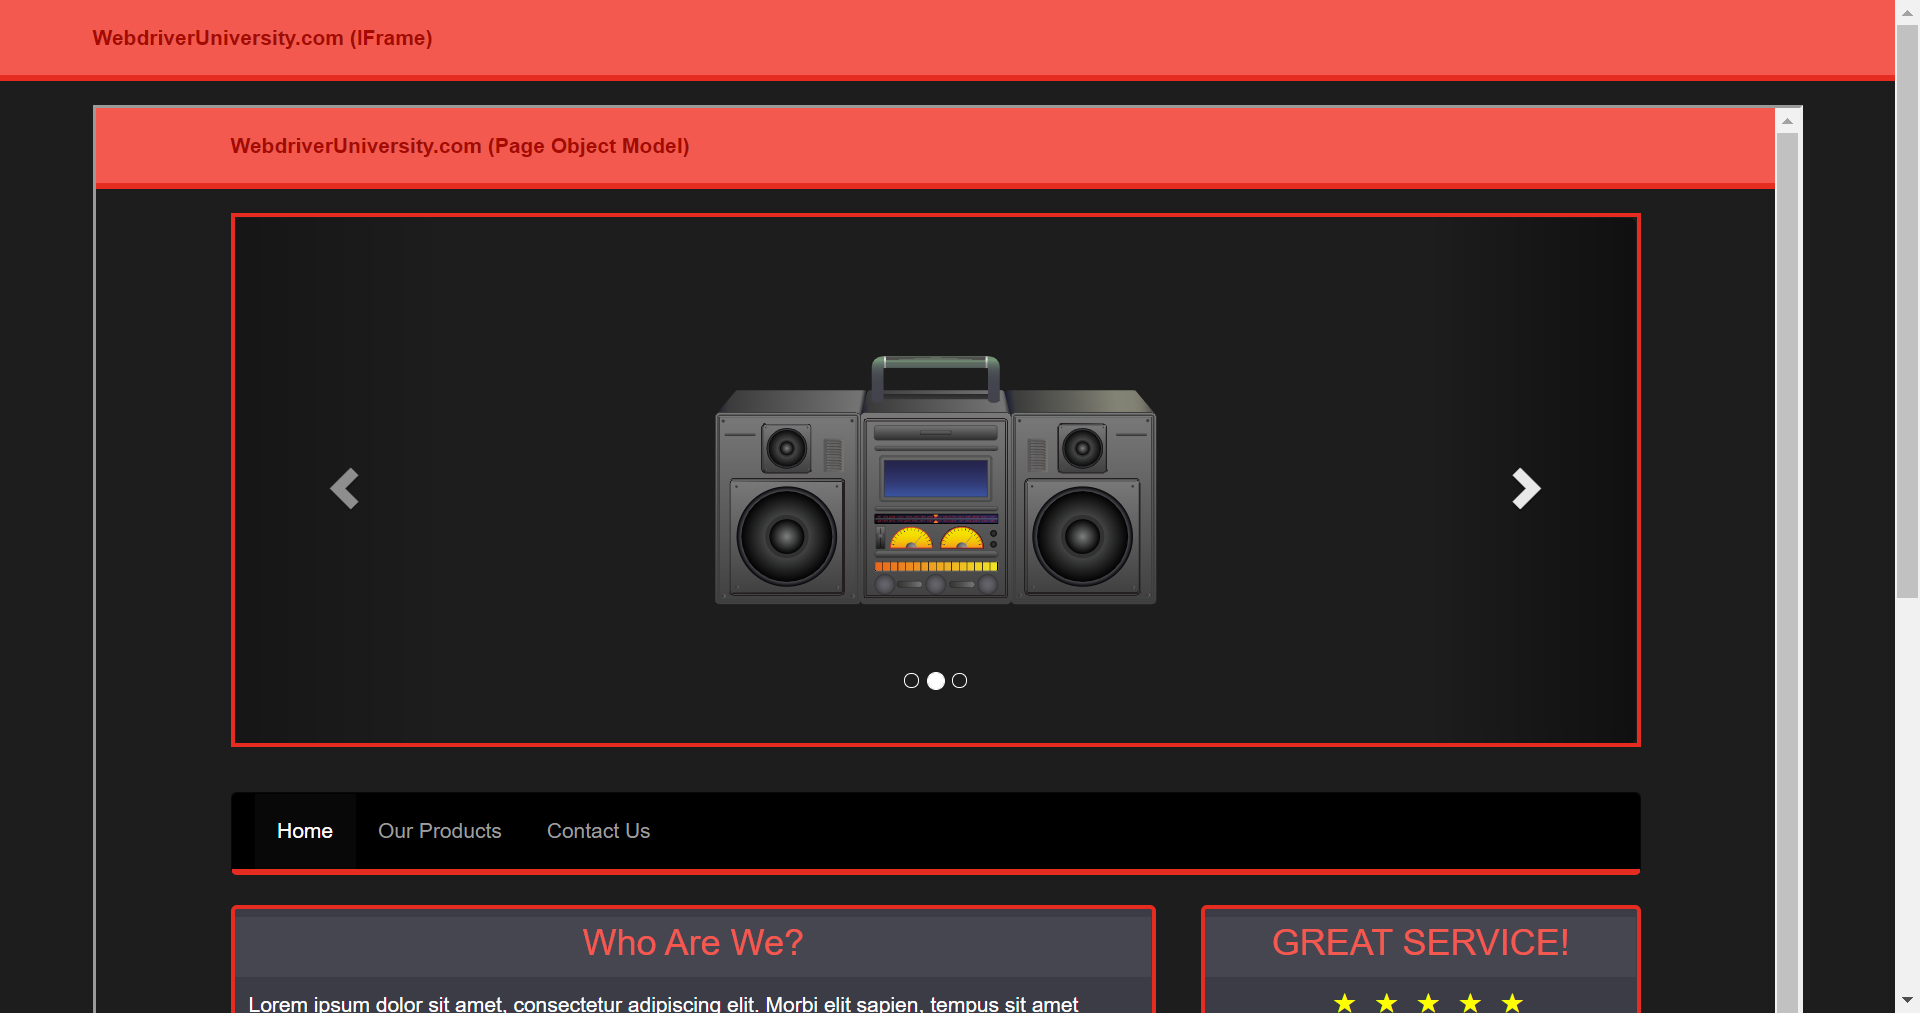 WebdriverUniversity.com (IFrame)
WebdriverUniversity.com (Page Object Model)
Home
Our Products
Contact Us
Who Are We?
GREAT SERVICE!
Lorem ipsum dolor sit amet, consectetur adipiscing elit. Morbi elit sapien, tempus sit amet